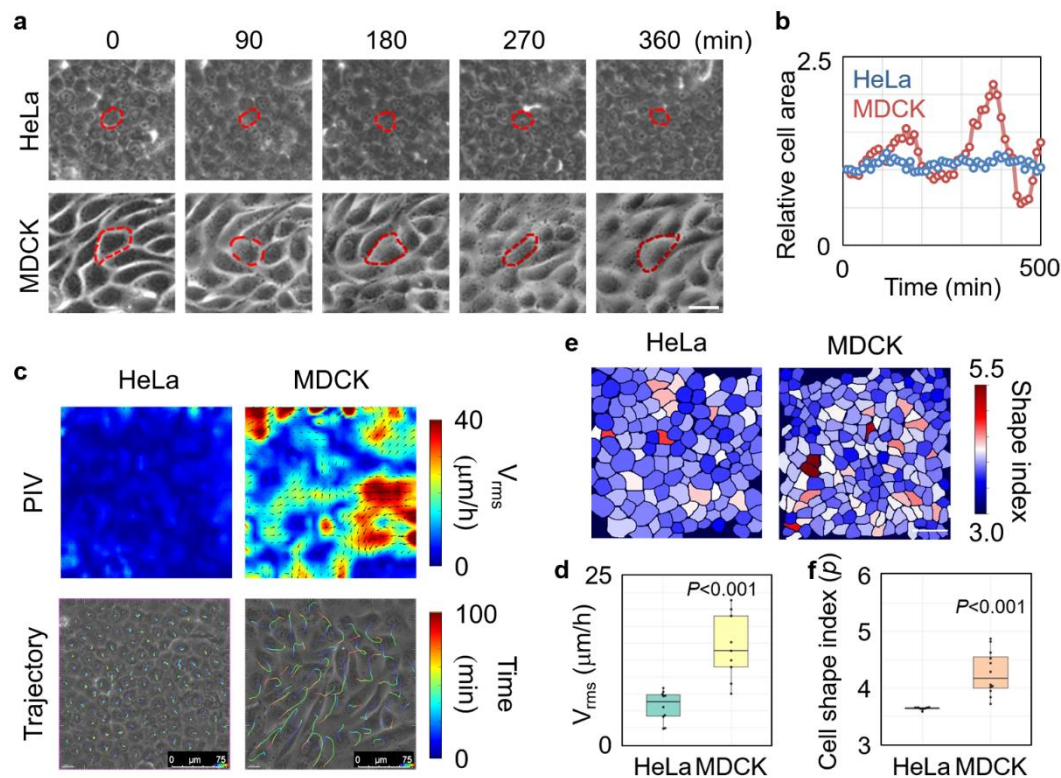 a
0 90 180 270 360 (min)
HeLa
MDCK
b
2.5
HeLa
MDCK
0
Relative cell area
0 500
Time (min)
c
HeLa MDCK
PIV
40
Vrms (μm/h)
0
Trajectory
100
Time (min)
0
0 μm 75
0 μm 75
e
HeLa MDCK
5.5
Shape index
3.0
d
25
P<0.001
Vrms (μm/h)
0
HeLa MDCK
f
6
P<0.001
5
4
3
Cell shape index (p)
HeLa MDCK